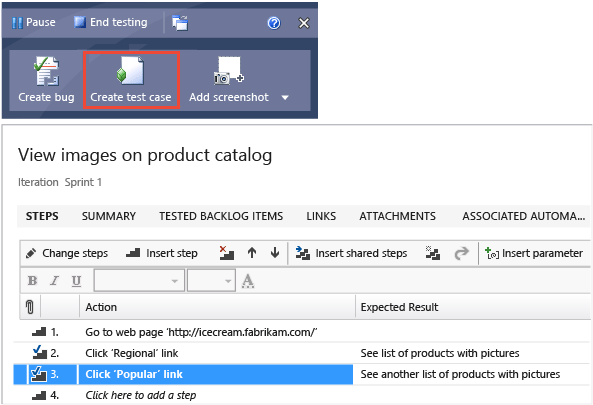 Pause End testing
Create bug Create test case Add screenshot
View images on product catalog
Iteration Sprint 1
STEPS SUMMARY TESTED BACKLOG ITEMS LINKS ATTACHMENTS ASSOCIATED AUTOMA...
Change steps Insert step Insert shared steps Insert parameter
B I U A
Action Expected Result
1. Go to web page ‘http://icecream.fabrikam.com/’
2. Click ‘Regional’ link See list of products with pictures
3. Click ‘Popular’ link See another list of products with pictures
4. Click here to add a step